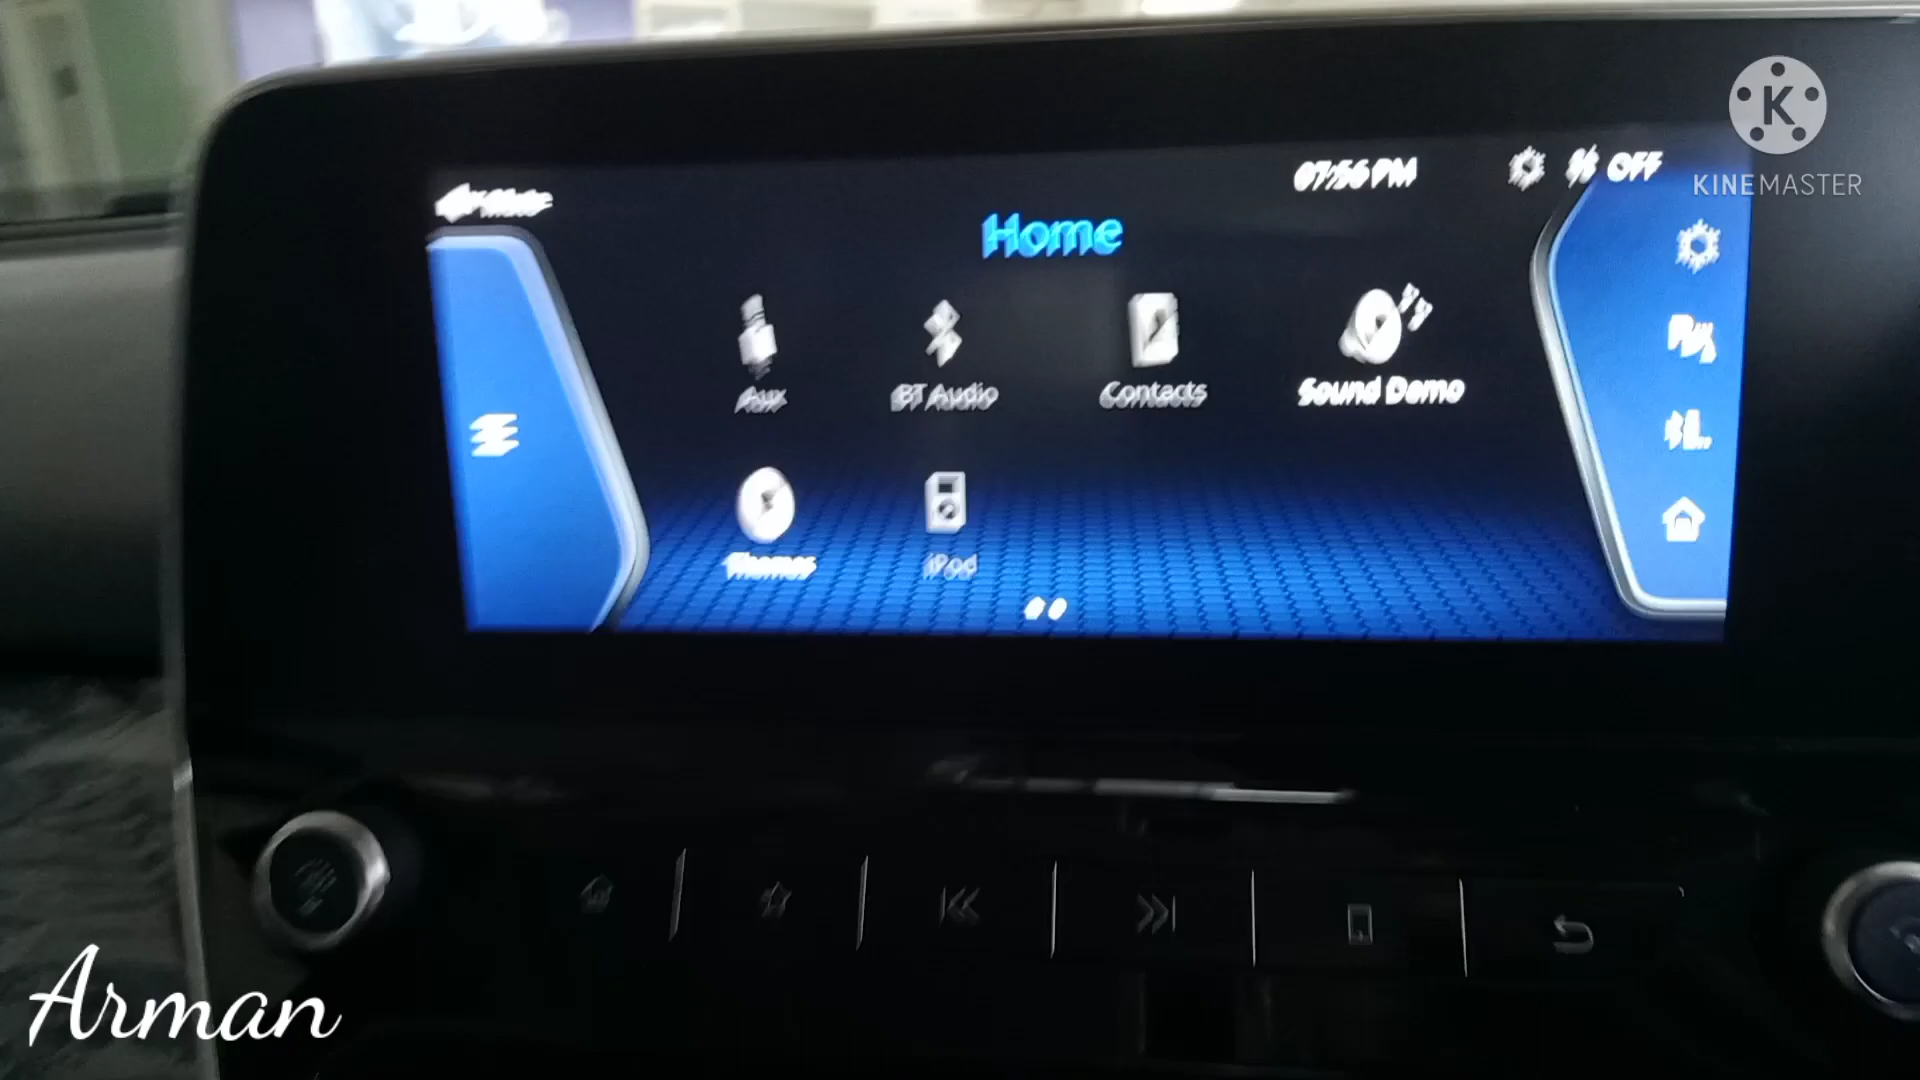 K
KINEMASTER
07:56 PM
OFF
Home
Aux
BT Audio
Contacts
Sound Demo
Themes
iPod
Arman